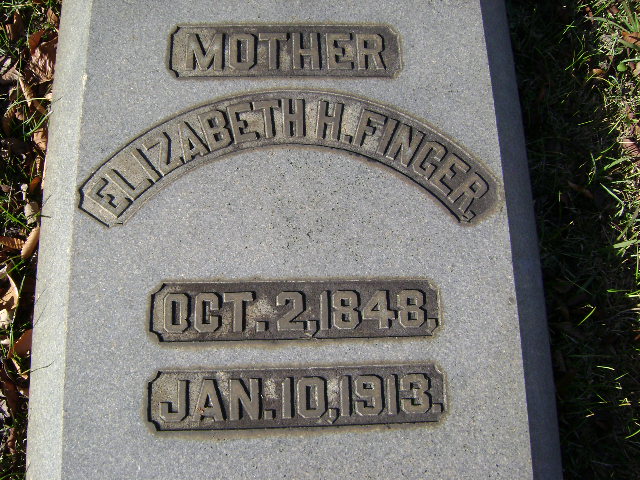 MOTHER
ELIZABETH H. FINGER.
OCT. 2, 1848.
JAN. 10, 1913.